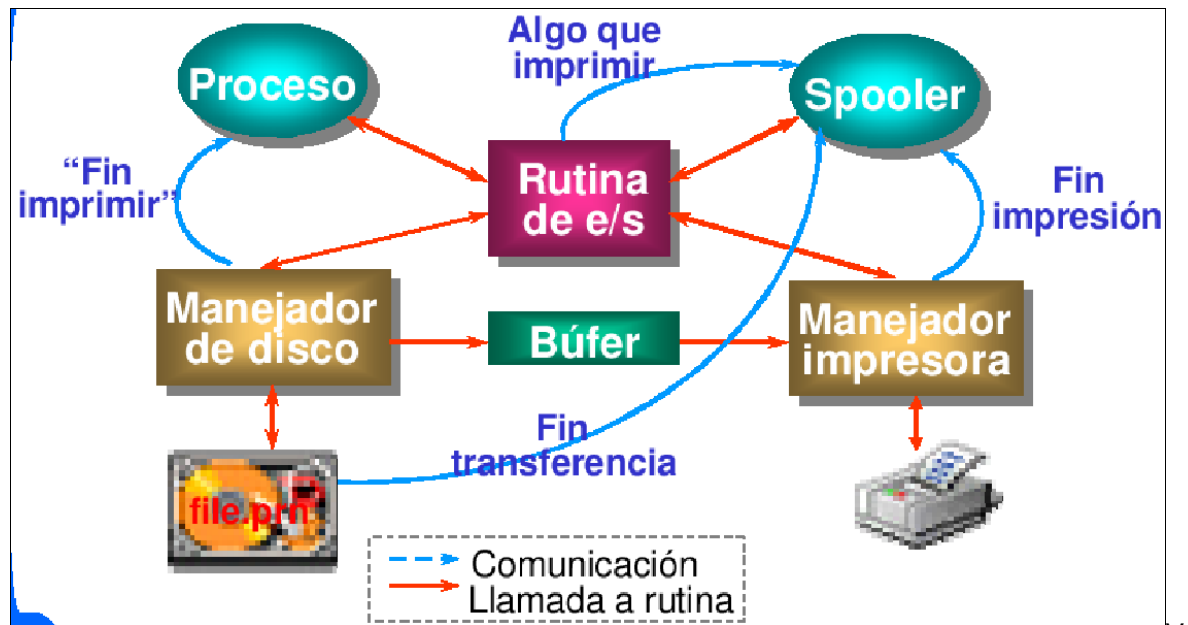 Algo que
imprimir
Proceso
Spooler
“Fin
imprimir”
Rutina
de e/s
Fin
impresión
Manejador
de disco
Búfer
Manejador
impresora
Fin
transferencia
file.prn
Comunicación
Llamada a rutina